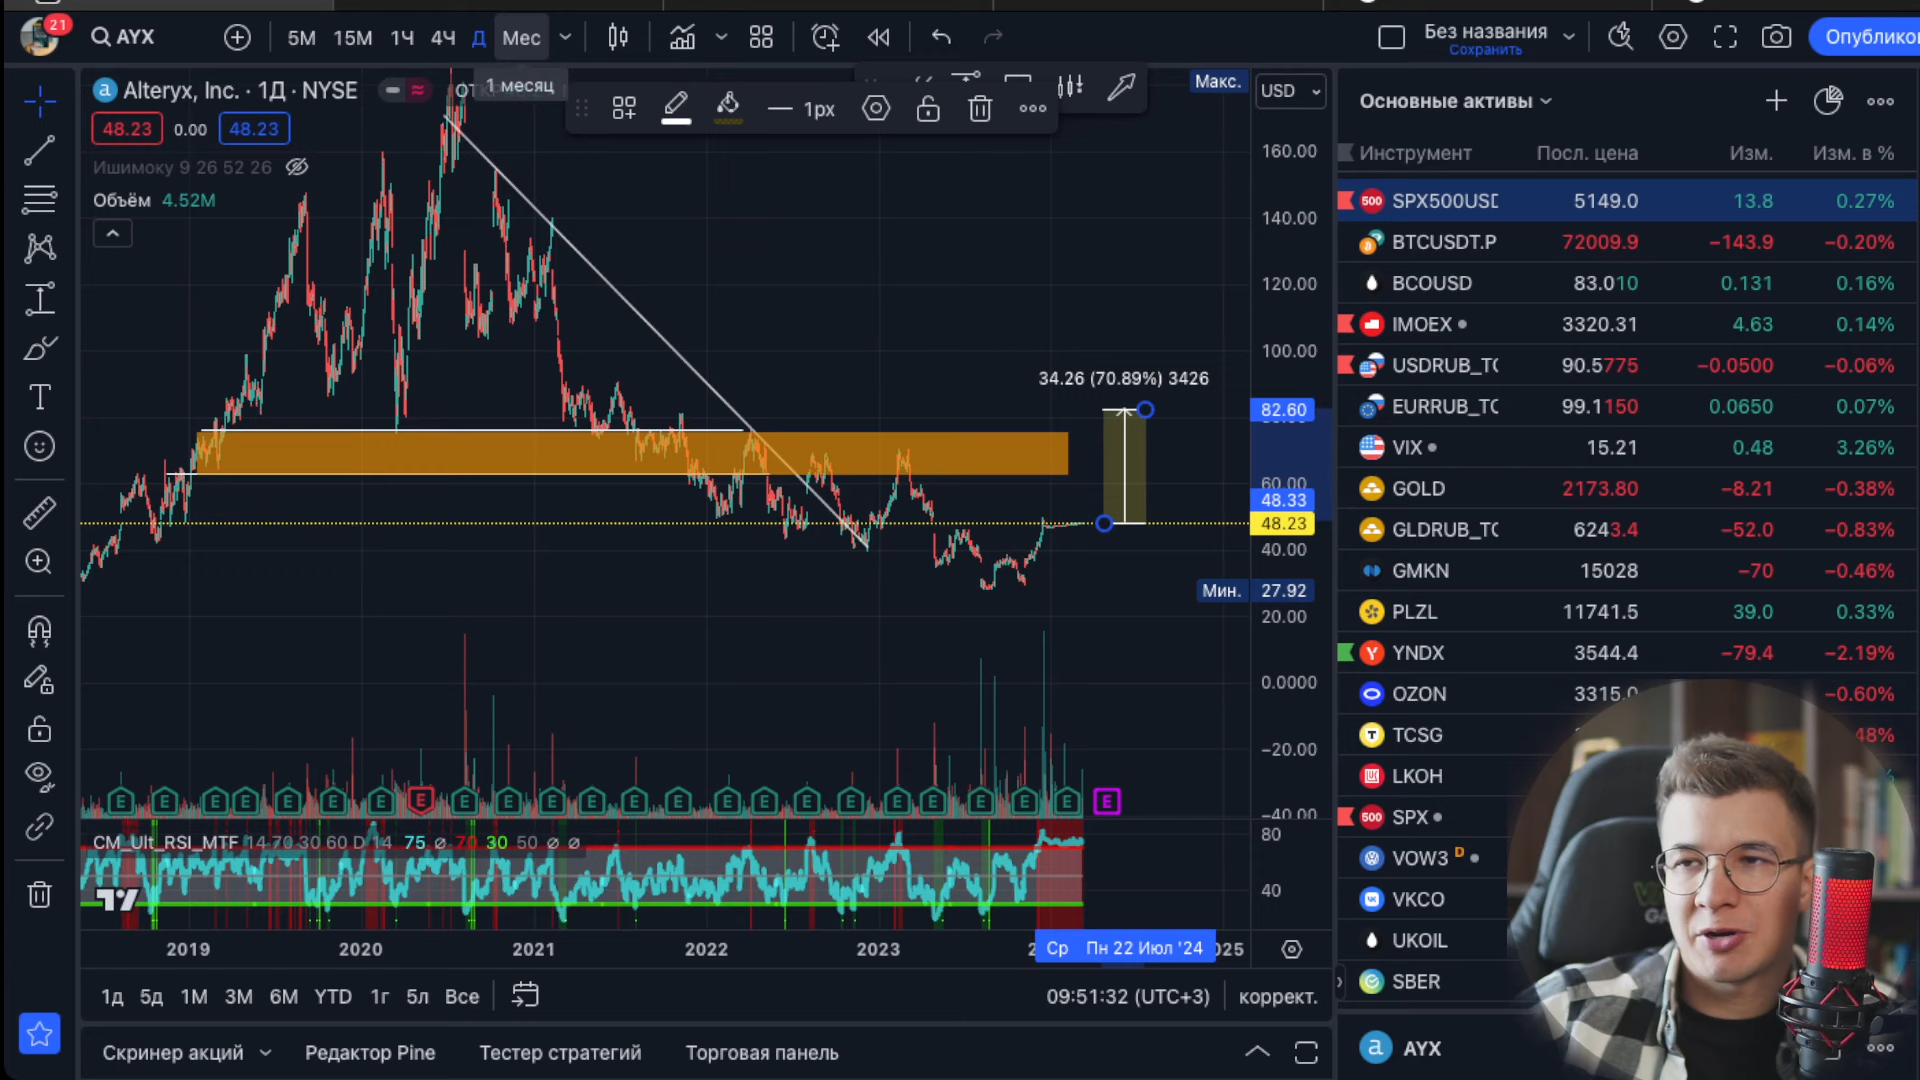 21
AYX
5М 15М 1Ч 4Ч Д Мес
Без названия
Сохранить
Опублико
1 месяц
Alteryx, Inc. · 1Д · NYSE
1px
Макс.
USD
48.23 0.00 48.23
Ишимоку 9 26 52 26
Объём 4.52M
160.00
140.00
120.00
100.00
34.26 (70.89%) 3426
82.60
60.00
48.33
48.23
40.00
Мин. 27.92
20.00
0.0000
−20.00
−40.00
E E E E E E E E E E E E E E E E E E E E E E E E
CM_Ult_RSI_MTF 14 70 30 60 D 14 75 ⌀ 70 30 50 ⌀ ⌀
80
40
2019 2020 2021 2022 2023
Ср Пн 22 Июл '24
1д 5д 1М 3М 6М YTD 1г 5л Все
09:51:32 (UTC+3) коррект.
Скринер акций Редактор Pine Тестер стратегий Торговая панель
Основные активы
Инструмент Посл. цена Изм. Изм. в %
500 SPX500USD 5149.0 13.8 0.27%
BTCUSDT.P 72009.9 −143.9 −0.20%
BCOUSD 83.010 0.131 0.16%
IMOEX 3320.31 4.63 0.14%
USDRUB_TO 90.5775 −0.0500 −0.06%
EURRUB_TO 99.1150 0.0650 0.07%
VIX 15.21 0.48 3.26%
GOLD 2173.80 −8.21 −0.38%
GLDRUB_TO 6243.4 −52.0 −0.83%
GMKN 15028 −70 −0.46%
PLZL 11741.5 39.0 0.33%
YNDX 3544.4 −79.4 −2.19%
OZON 3315.0 −0.60%
TCSG 48%
LKOH
500 SPX
VOW3 D
VKCO
UKOIL
SBER
AYX